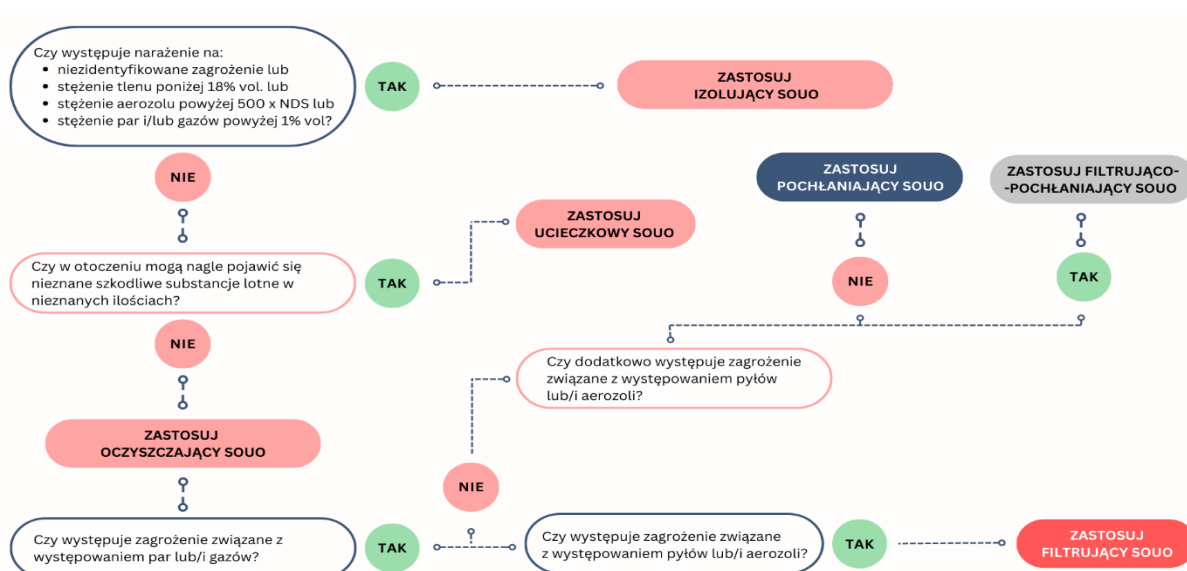 Czy występuje narażenie na:
• niezidentyfikowane zagrożenie lub
• stężenie tlenu poniżej 18% vol. lub
• stężenie aerozolu powyżej 500 x NDS lub
• stężenie par i/lub gazów powyżej 1% vol?
TAK
ZASTOSUJ
IZOLUJĄCY SOUO
NIE
ZASTOSUJ
POCHŁANIAJĄCY SOUO
ZASTOSUJ FILTRUJĄCO-
-POCHŁANIAJĄCY SOUO
ZASTOSUJ
UCIECZKOWY SOUO
Czy w otoczeniu mogą nagle pojawić się
nieznane szkodliwe substancje lotne w
nieznanych ilościach?
TAK
NIE
TAK
NIE
Czy dodatkowo występuje zagrożenie
związane z występowaniem pyłów
lub/i aerozoli?
ZASTOSUJ
OCZYSZCZAJĄCY SOUO
NIE
Czy występuje zagrożenie związane z
występowaniem par lub/i gazów?
TAK
Czy występuje zagrożenie związane
z występowaniem pyłów lub/i aerozoli?
TAK
ZASTOSUJ
FILTRUJĄCY SOUO